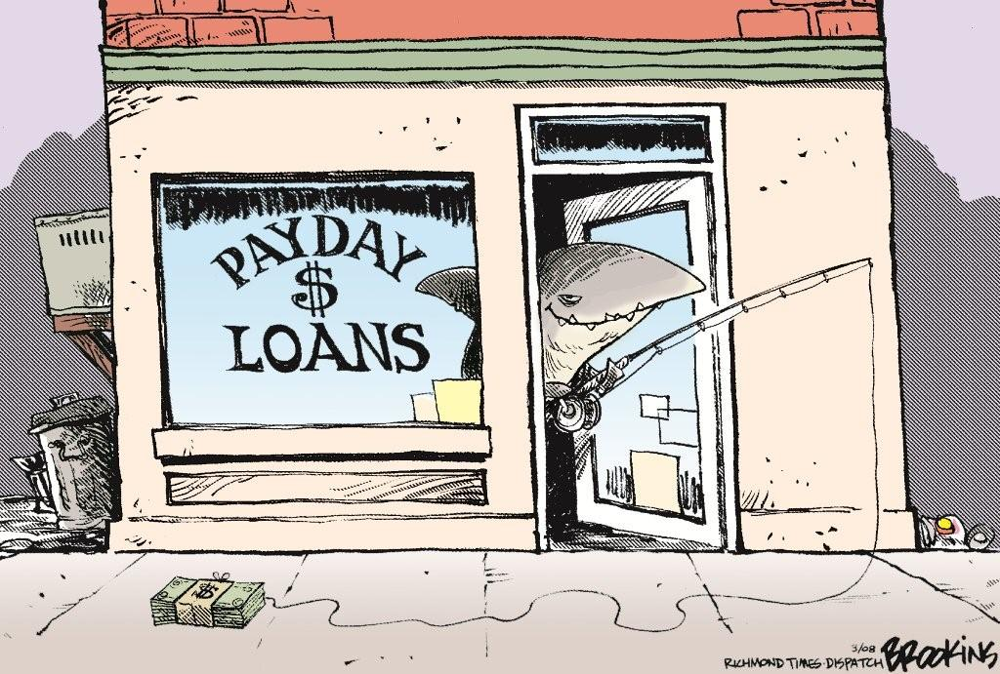 PAYDAY
$
LOANS
$
3/08
RICHMOND TIMES-DISPATCH BROOKINS